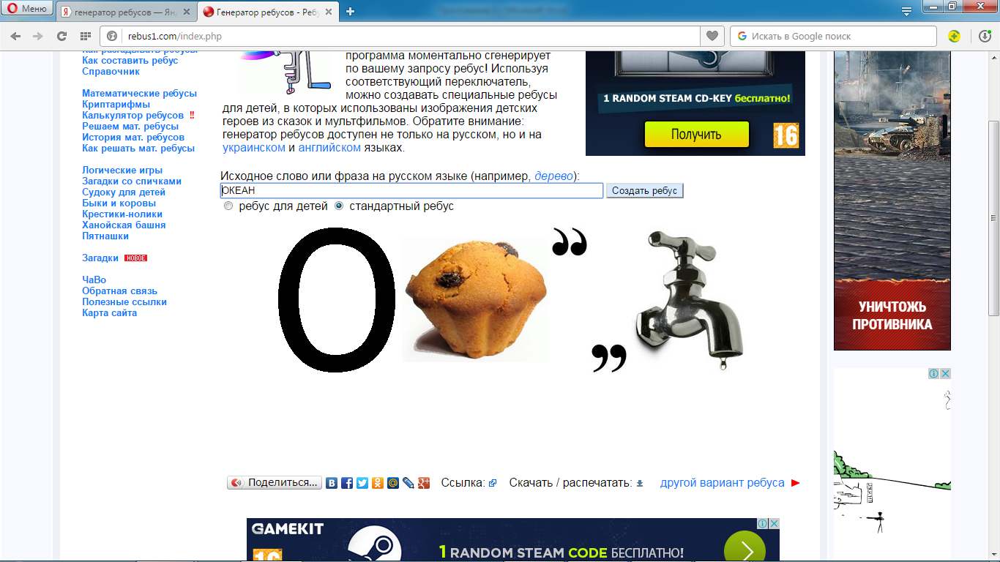 Меню
генератор ребусов — Янд
Генератор ребусов - Ребу
rebus1.com/index.php
Искать в Google поиск
Как разгадывать ребусы
Как составить ребус
Справочник
Математические ребусы
Криптарифмы
Калькулятор ребусов !!
Решаем мат. ребусы
История мат. ребусов
Как решать мат. ребусы
Логические игры
Загадки со спичками
Судоку для детей
Быки и коровы
Крестики-нолики
Ханойская башня
Пятнашки
Загадки НОВОЕ
ЧаВо
Обратная связь
Полезные ссылки
Карта сайта
программа моментально сгенерирует
по вашему запросу ребус! Используя
соответствующий переключатель,
можно создавать специальные ребусы
для детей, в которых использованы изображения детских
героев из сказок и мультфильмов. Обратите внимание:
генератор ребусов доступен не только на русском, но и на
украинском и английском языках.
1 RANDOM STEAM CD-KEY бесплатно!
Получить
16
Исходное слово или фраза на русском языке (например, дерево):
ОКЕАН
Создать ребус
ребус для детей стандартный ребус
О „ „
УНИЧТОЖЬ
ПРОТИВНИКА
Поделиться...
Ссылка:
Скачать / распечатать:
другой вариант ребуса
GAMEKIT
16
1 RANDOM STEAM CODE БЕСПЛАТНО!